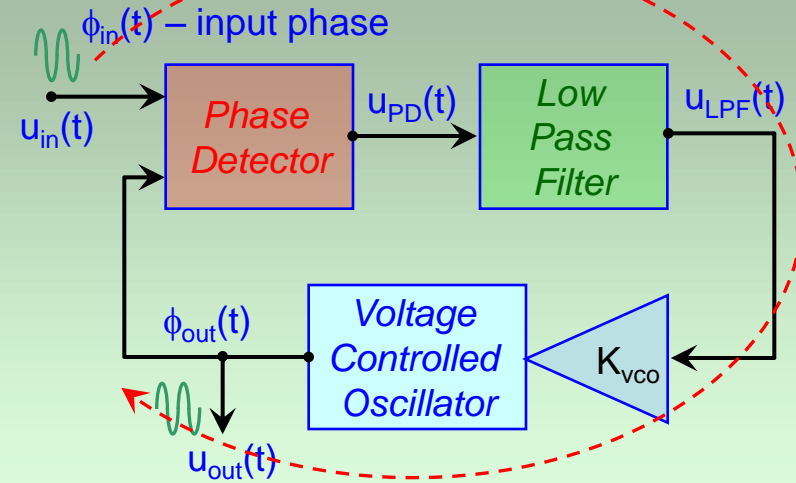 ϕin(t) – input phase
uin(t)
Phase
Detector
uPD(t)
Low
Pass
Filter
uLPF(t)
ϕout(t)
Voltage
Controlled
Oscillator
Kvco
uout(t)